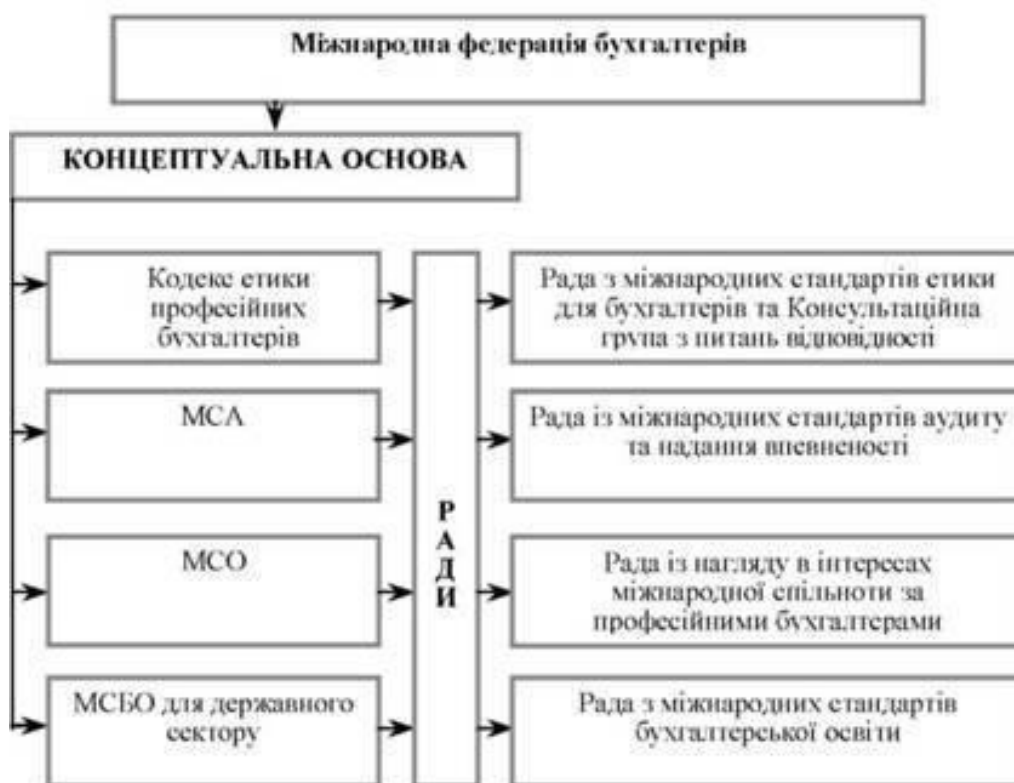 Міжнародна федерація бухгалтерів
КОНЦЕПТУАЛЬНА ОСНОВА
Кодекс етики
професійних
бухгалтерів
Рада з міжнародних стандартів етики
для бухгалтерів та Консультаційна
група з питань відповідності
МСА
Рада із міжнародних стандартів аудиту
та надання впевненості
РАДИ
МСО
Рада із нагляду в інтересах
міжнародної спільноти за
професійними бухгалтерами
МСБО для державного
сектору
Рада з міжнародних стандартів
бухгалтерської освіти